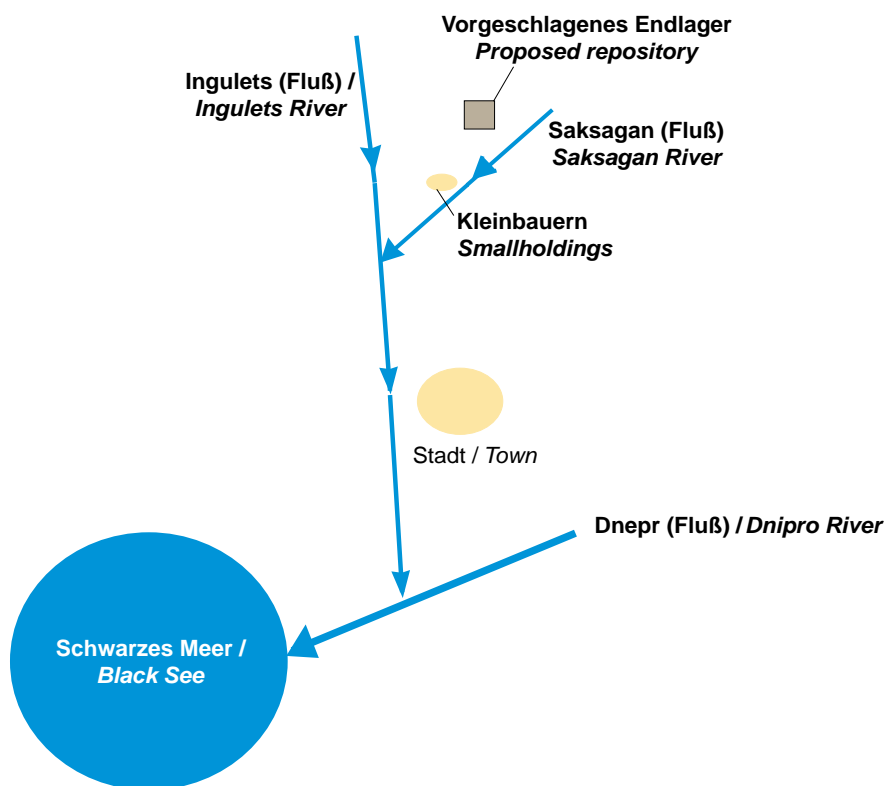 Vorgeschlagenes Endlager
Proposed repository
Ingulets (Fluß) /
Ingulets River
Saksagan (Fluß)
Saksagan River
Kleinbauern
Smallholdings
Stadt / Town
Dnepr (Fluß) / Dnipro River
Schwarzes Meer /
Black See